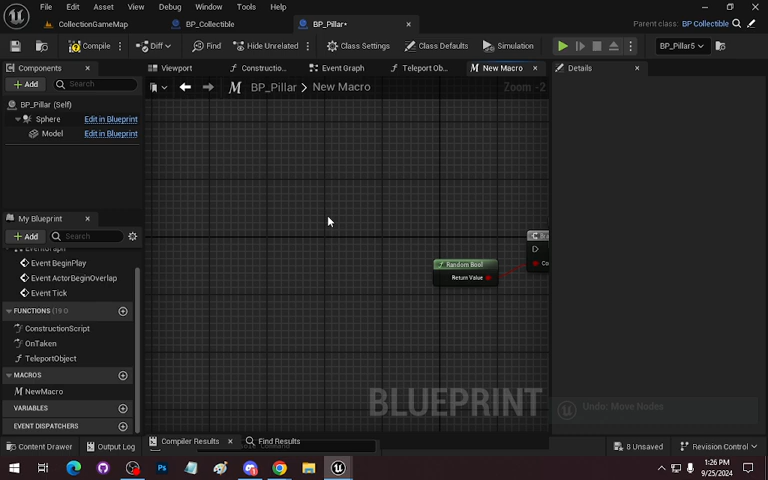 File Edit Asset View Debug Window Tools Help
CollectionGameMap BP_Collectible BP_Pillar• Parent class: BP Collectible
Compile Diff Find Hide Unrelated Class Settings Class Defaults Simulation BP_Pillar5
Components Viewport Constructio... Event Graph Teleport Ob... New Macro Details
+ Add Search BP_Pillar > New Macro Zoom -2
BP_Pillar (Self)
Sphere Edit in Blueprint
Model Edit in Blueprint
My Blueprint
+ Add Search
EventGraph
Event BeginPlay
Random Bool
Return Value
Event ActorBeginOverlap
Event Tick
FUNCTIONS (19 O
ConstructionScript
OnTaken
TeleportObject
MACROS
NewMacro
BLUEPRINT
Undo: Move Nodes
VARIABLES
EVENT DISPATCHERS
Compiler Results Find Results
Content Drawer Output Log 8 Unsaved Revision Control
1:26 PM
9/25/2024